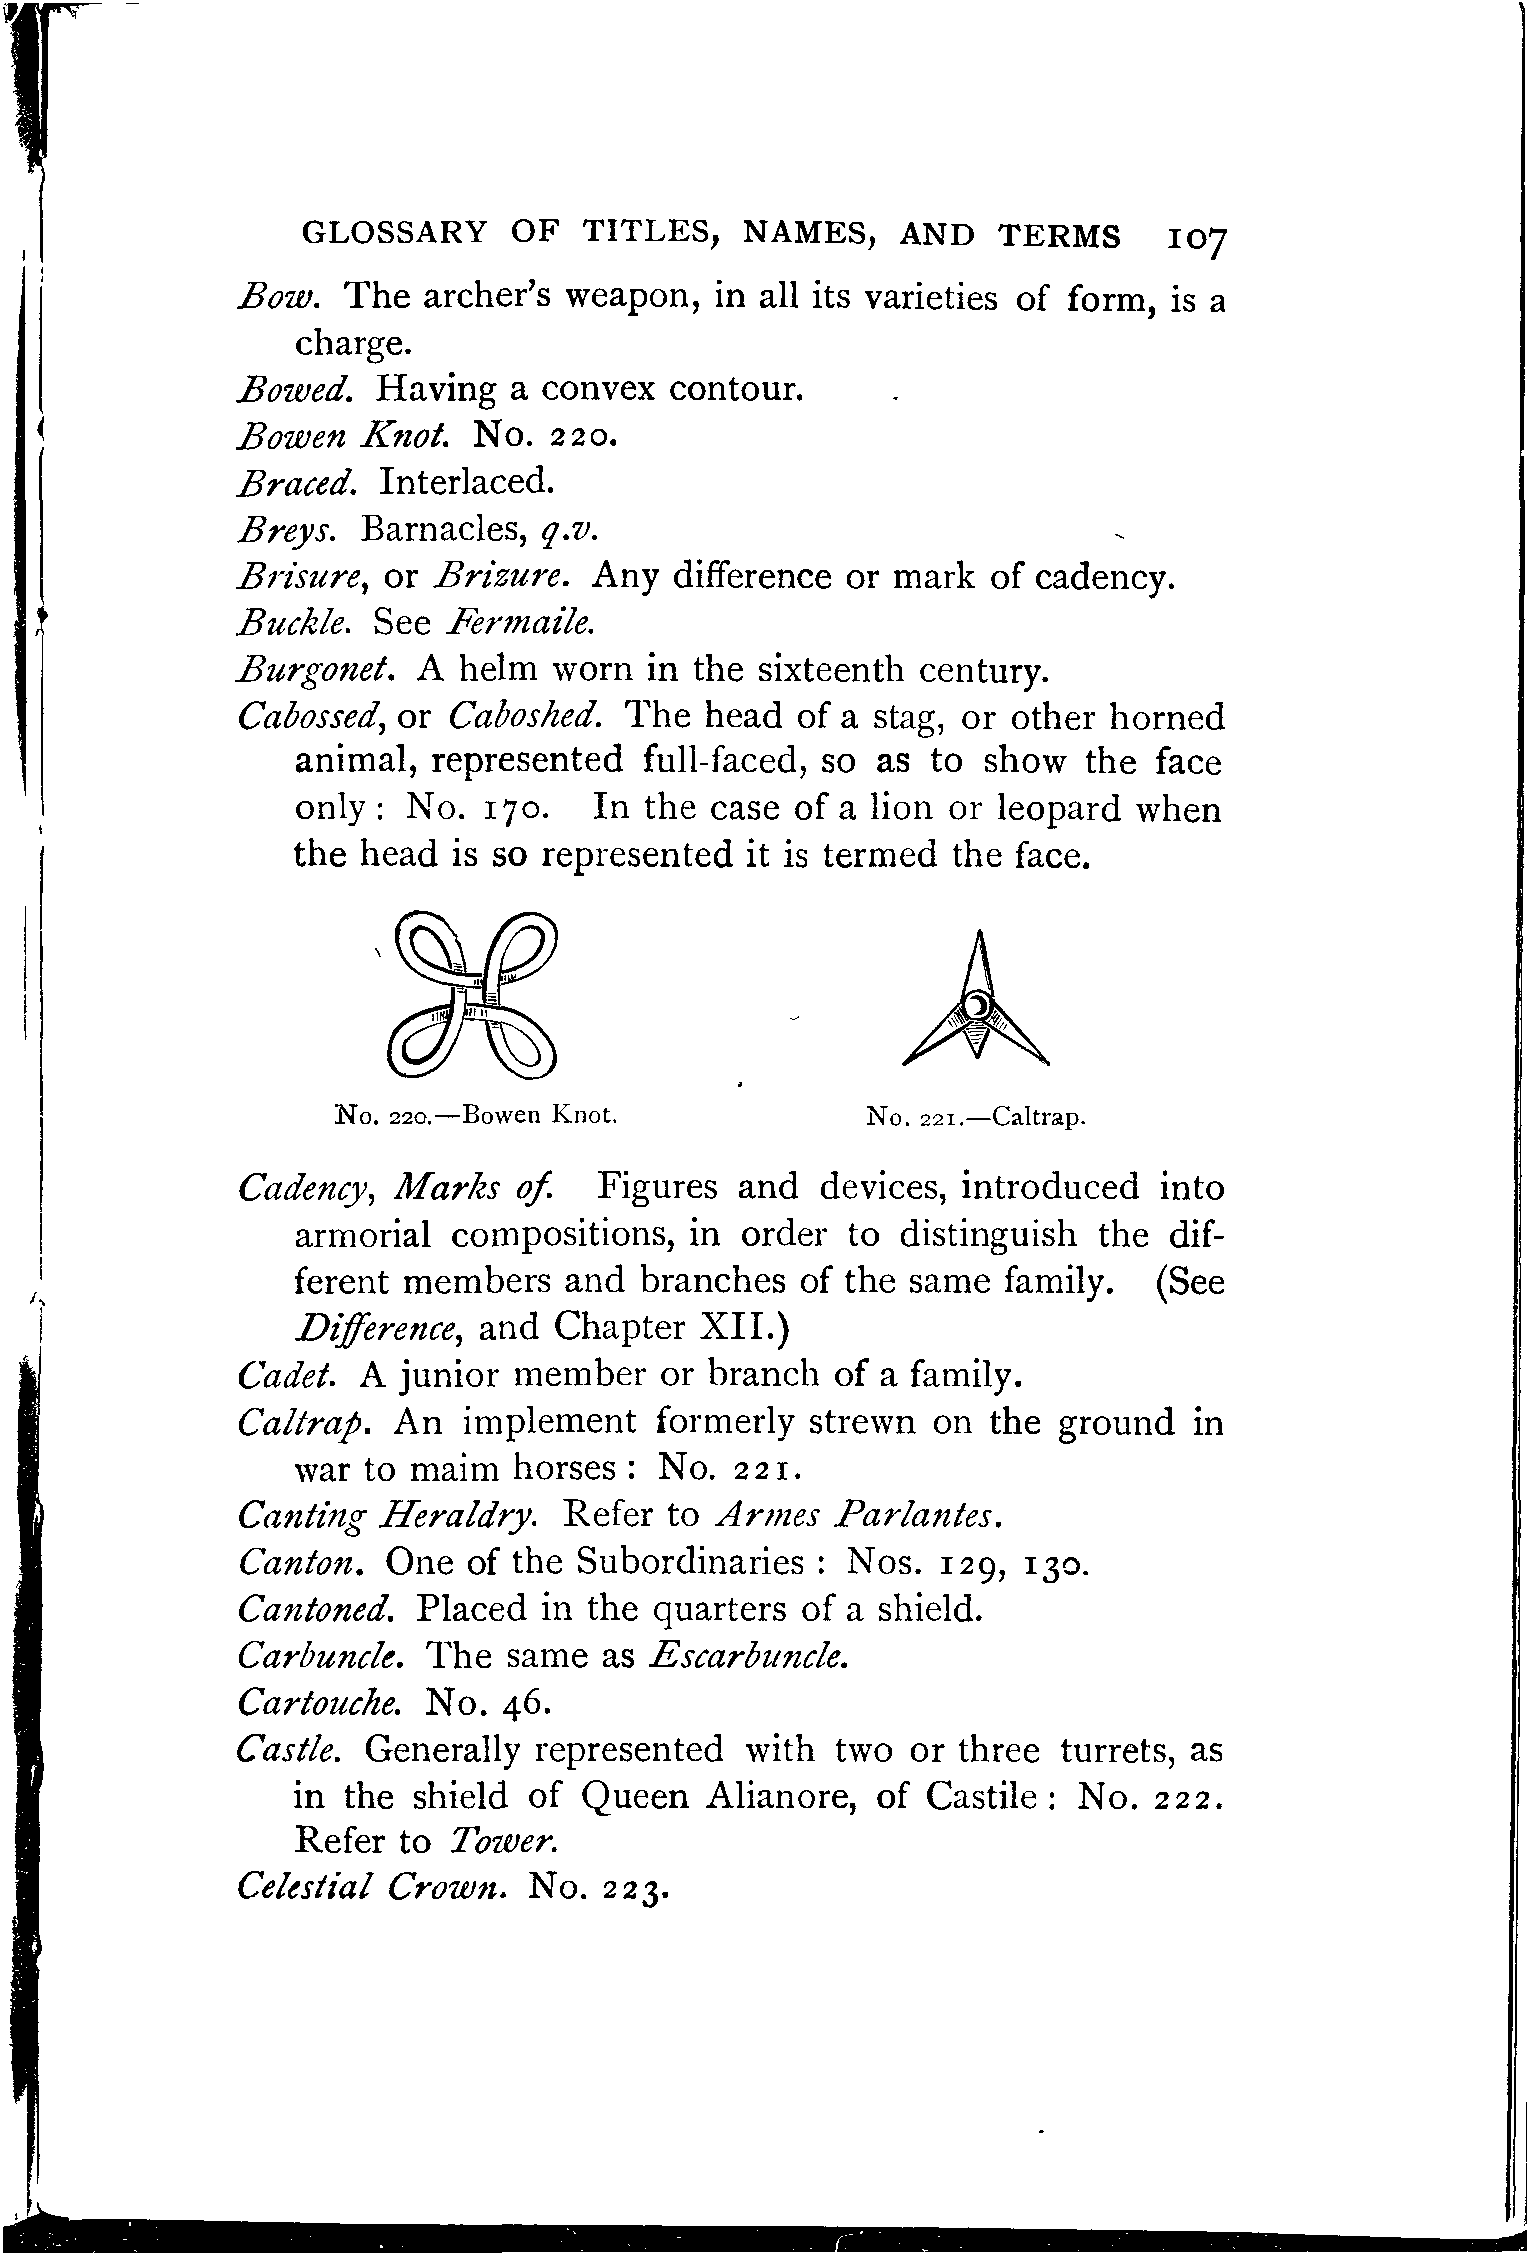 GLOSSARY OF TITLES, NAMES, AND TERMS 107
Bow. The archer's weapon, in all its varieties of form, is a
charge.
Bowed. Having a convex contour.
Bowen Knot. No. 220.
Braced. Interlaced.
Breys. Barnacles, q.v.
Brisure, or Brizure. Any difference or mark of cadency.
Buckle. See Fermaile.
Burgonet. A helm worn in the sixteenth century.
Cabossed, or Caboshed. The head of a stag, or other horned
animal, represented full-faced, so as to show the face
only : No. 170. In the case of a lion or leopard when
the head is so represented it is termed the face.
No. 220.—Bowen Knot.
No. 221.—Caltrap.
Cadency, Marks of. Figures and devices, introduced into
armorial compositions, in order to distinguish the dif-
ferent members and branches of the same family. (See
Difference, and Chapter XII.)
Cadet. A junior member or branch of a family.
Caltrap. An implement formerly strewn on the ground in
war to maim horses : No. 221.
Canting Heraldry. Refer to Armes Parlantes.
Canton. One of the Subordinaries : Nos. 129, 130.
Cantoned. Placed in the quarters of a shield.
Carbuncle. The same as Escarbuncle.
Cartouche. No. 46.
Castle. Generally represented with two or three turrets, as
in the shield of Queen Alianore, of Castile : No. 222.
Refer to Tower.
Celestial Crown. No. 223.